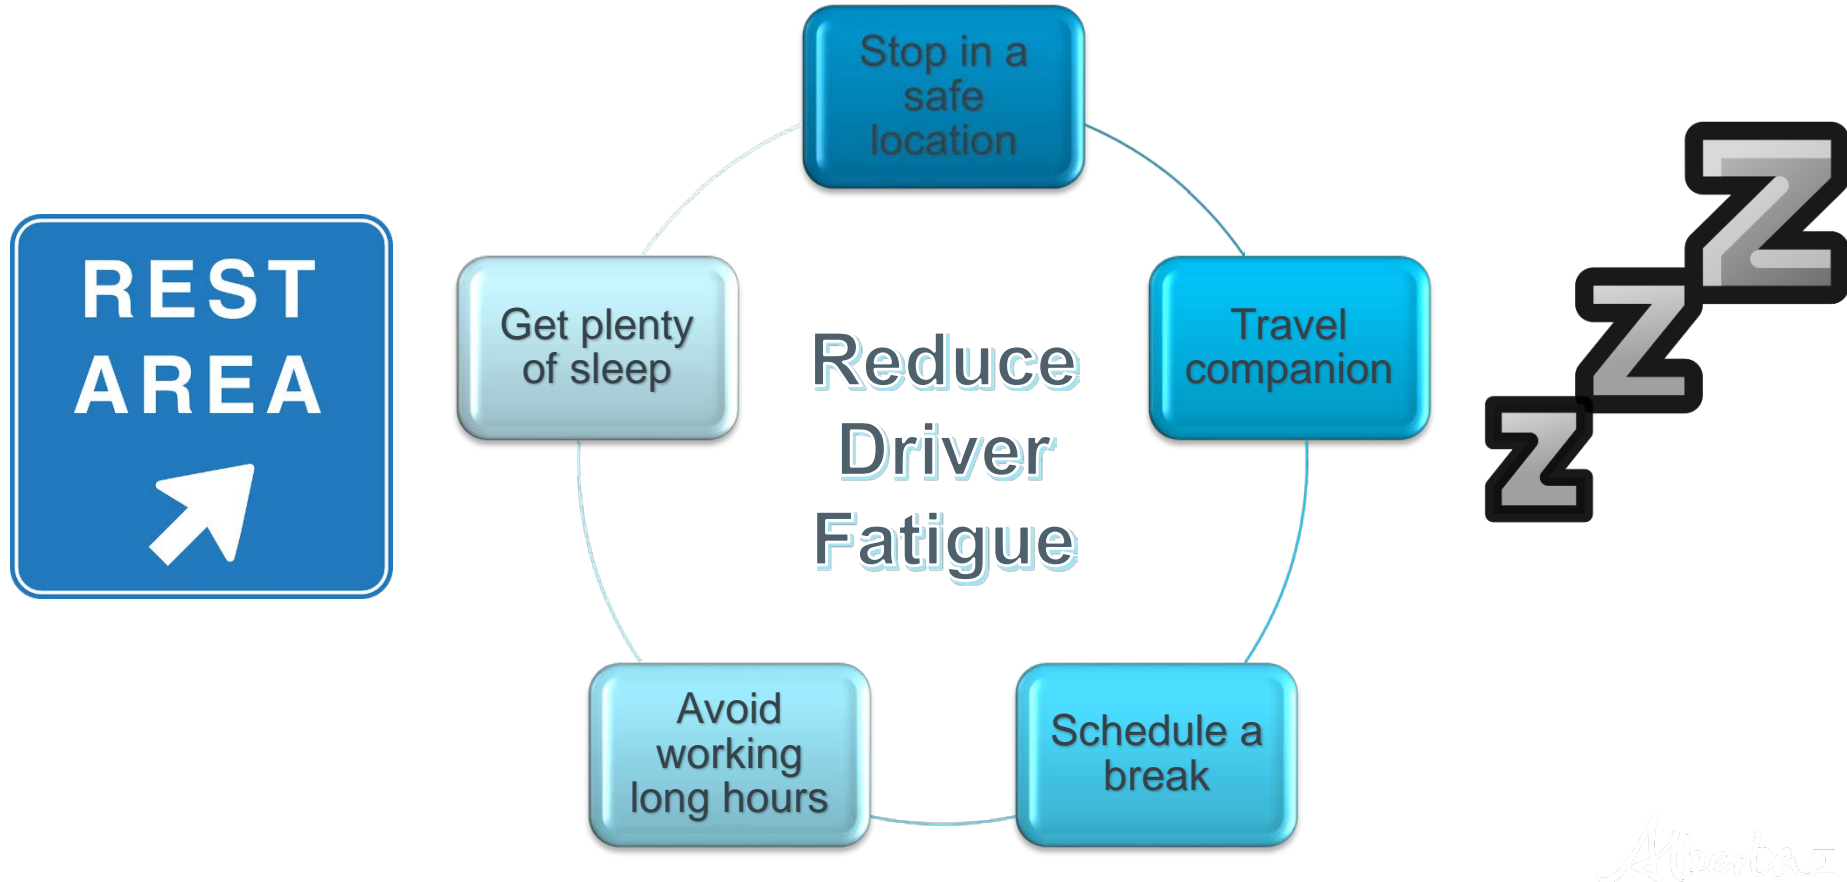 Stop in a
safe
location
REST
AREA
Get plenty
of sleep
Reduce
Driver
Fatigue
Travel
companion
z
z
z
Avoid
working
long hours
Schedule a
break
Alberta